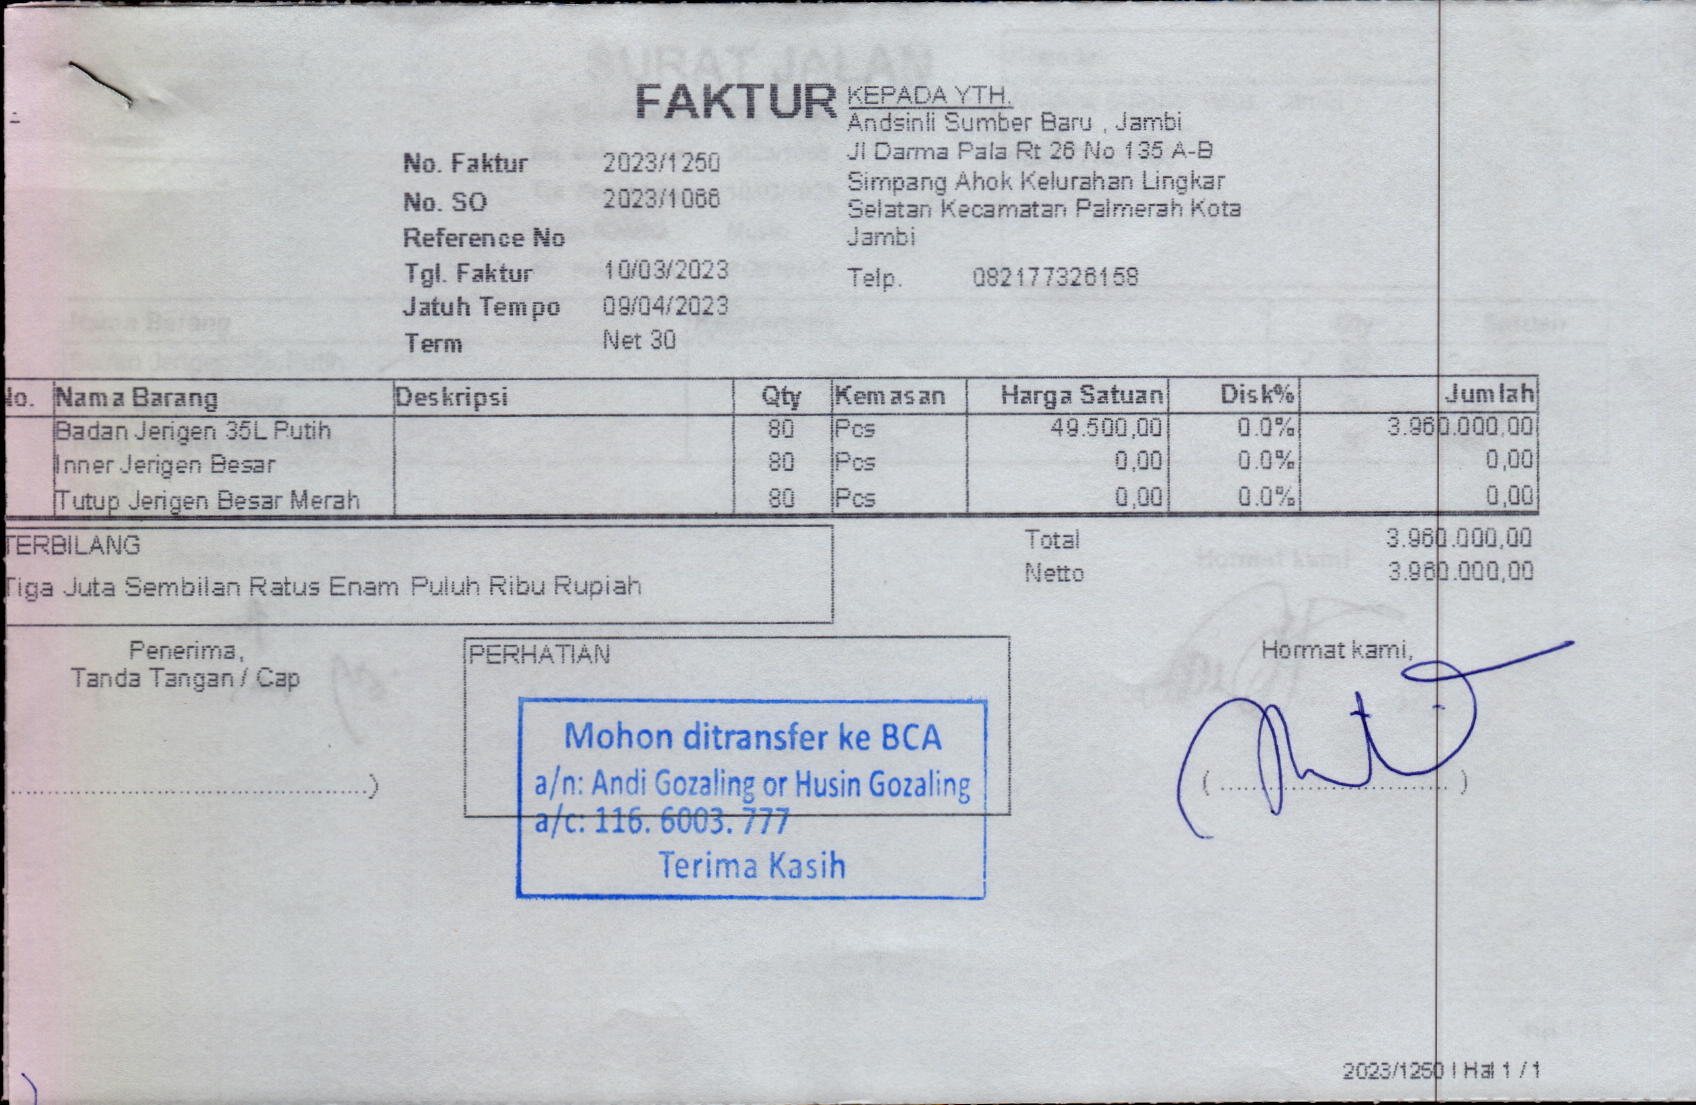 FAKTUR
KEPADA YTH.
Andsinli Sumber Baru , Jambi
Jl Darma Pala Rt 26 No 135 A-B
Simpang Ahok Kelurahan Lingkar
Selatan Kecamatan Palmerah Kota
Jambi
Telp. 082177326158
No. Faktur 2023/1250
No. SO 2023/1066
Reference No
Tgl. Faktur 10/03/2023
Jatuh Tempo 09/04/2023
Term Net 30
No. Nama Barang Deskripsi Qty Kemasan Harga Satuan Disk% Jumlah
Badan Jerigen 35L Putih 80 Pcs 49.500,00 0.0% 3.960.000,00
Inner Jerigen Besar 80 Pcs 0,00 0.0% 0,00
Tutup Jerigen Besar Merah 80 Pcs 0,00 0.0% 0,00
TERBILANG
Tiga Juta Sembilan Ratus Enam Puluh Ribu Rupiah
Total 3.960.000,00
Netto 3.960.000,00
Penerima,
Tanda Tangan / Cap
..............................)
PERHATIAN
Mohon ditransfer ke BCA
a/n: Andi Gozaling or Husin Gozaling
a/c: 116. 6003. 777
Terima Kasih
Hormat kami,
( .............................. )
2023/1250 | Hal 1 / 1